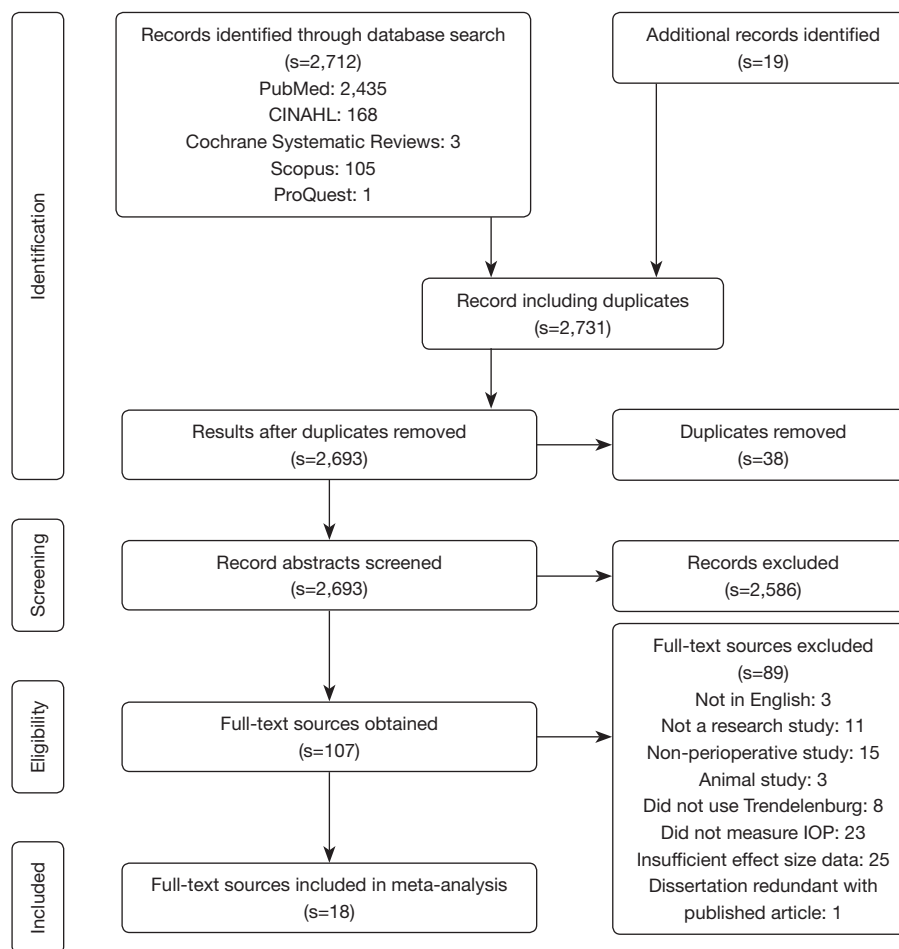 Identification
Records identified through database search
(s=2,712)
PubMed: 2,435
CINAHL: 168
Cochrane Systematic Reviews: 3
Scopus: 105
ProQuest: 1
Additional records identified
(s=19)
Record including duplicates
(s=2,731)
Results after duplicates removed
(s=2,693)
Duplicates removed
(s=38)
Screening
Record abstracts screened
(s=2,693)
Records excluded
(s=2,586)
Eligibility
Full-text sources obtained
(s=107)
Full-text sources excluded
(s=89)
Not in English: 3
Not a research study: 11
Non-perioperative study: 15
Animal study: 3
Did not use Trendelenburg: 8
Did not measure IOP: 23
Insufficient effect size data: 25
Dissertation redundant with
published article: 1
Included
Full-text sources included in meta-analysis
(s=18)